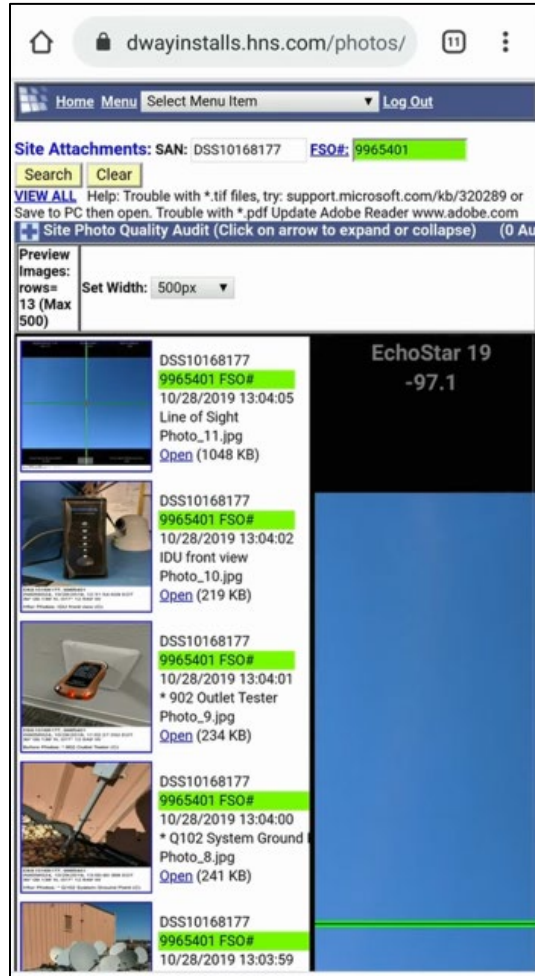 dwayinstalls.hns.com/photos/
11
Home Menu Select Menu Item ▼ Log Out
Site Attachments: SAN: DSS10168177 FSO#: 9965401
Search Clear
VIEW ALL Help: Trouble with *.tif files, try: support.microsoft.com/kb/320289 or
Save to PC then open. Trouble with *.pdf Update Adobe Reader www.adobe.com
Site Photo Quality Audit (Click on arrow to expand or collapse) (0 Au
Preview
Images:
rows=
13 (Max
500)
Set Width: 500px ▼
DSS10168177
9965401 FSO#
10/28/2019 13:04:05
Line of Sight
Photo_11.jpg
Open (1048 KB)
EchoStar 19
-97.1
DSS10168177
9965401 FSO#
10/28/2019 13:04:02
IDU front view
Photo_10.jpg
Open (219 KB)
DSS10168177
9965401 FSO#
10/28/2019 13:04:01
* 902 Outlet Tester
Photo_9.jpg
Open (234 KB)
DSS10168177
9965401 FSO#
10/28/2019 13:04:00
* Q102 System Ground
Photo_8.jpg
Open (241 KB)
DSS10168177
9965401 FSO#
10/28/2019 13:03:59